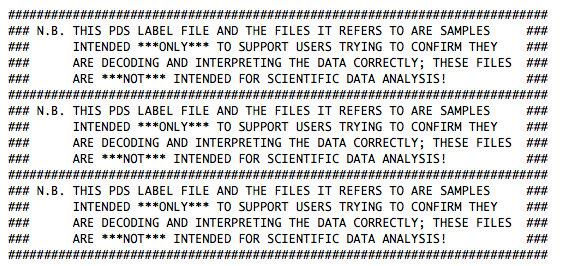 ###########################################################################
### N.B. THIS PDS LABEL FILE AND THE FILES IT REFERS TO ARE SAMPLES     ###
###      INTENDED ***ONLY*** TO SUPPORT USERS TRYING TO CONFIRM THEY    ###
###      ARE DECODING AND INTERPRETING THE DATA CORRECTLY; THESE FILES  ###
###      ARE ***NOT*** INTENDED FOR SCIENTIFIC DATA ANALYSIS!           ###
###########################################################################
### N.B. THIS PDS LABEL FILE AND THE FILES IT REFERS TO ARE SAMPLES     ###
###      INTENDED ***ONLY*** TO SUPPORT USERS TRYING TO CONFIRM THEY    ###
###      ARE DECODING AND INTERPRETING THE DATA CORRECTLY; THESE FILES  ###
###      ARE ***NOT*** INTENDED FOR SCIENTIFIC DATA ANALYSIS!           ###
###########################################################################
### N.B. THIS PDS LABEL FILE AND THE FILES IT REFERS TO ARE SAMPLES     ###
###      INTENDED ***ONLY*** TO SUPPORT USERS TRYING TO CONFIRM THEY    ###
###      ARE DECODING AND INTERPRETING THE DATA CORRECTLY; THESE FILES  ###
###      ARE ***NOT*** INTENDED FOR SCIENTIFIC DATA ANALYSIS!           ###
###########################################################################